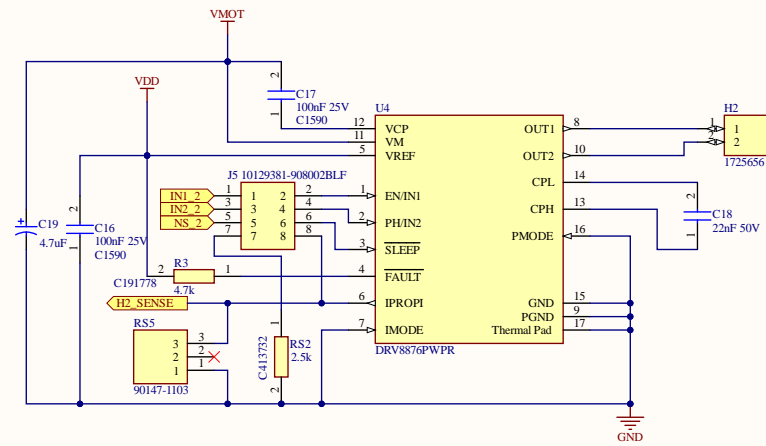 VMOT
VDD
C17
100nF 25V
C1590
U4
H2
12 VCP OUT1 8 1 1
11 VM
5 VREF OUT2 10 2 2
1725656
J5 10129381-908002BLF
CPL 14
IN1_2 1 1 2 2 1 EN/IN1
IN2_2 3 3 4 4 2 PH/IN2
NS_2 5 5 6 6
7 7 8 8 3 SLEEP
CPH 13
C18
22nF 50V
PMODE 16
C19
4.7uF
C16
100nF 25V
C1590
2 1
2 R3 1 4 FAULT
C191778 4.7k
H2_SENSE 6 IPROPI GND 15
PGND 9
7 IMODE Thermal Pad 17
RS5
3 3
2 2
1 1
90147-1103
1
C413732
RS2
2.5k
2
DRV8876PWPR
GND